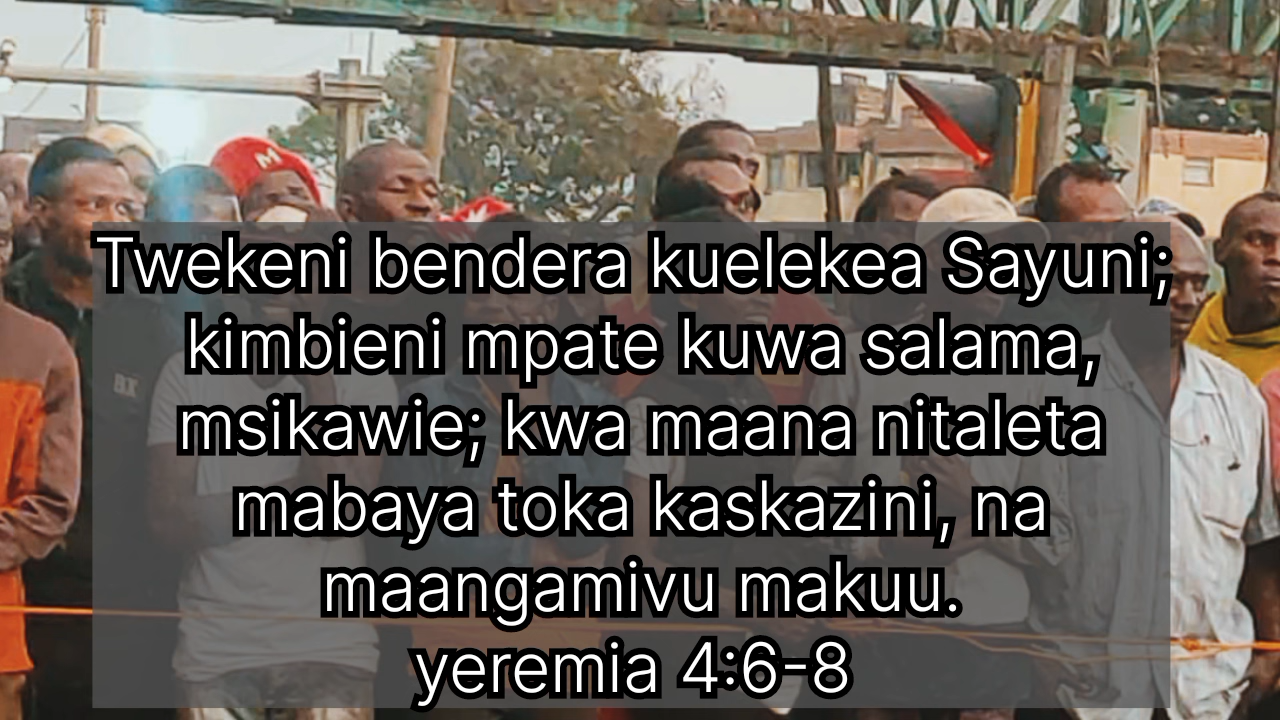 M
BK
Twekeni bendera kuelekea Sayuni;
kimbieni mpate kuwa salama,
msikawie; kwa maana nitaleta
mabaya toka kaskazini, na
maangamivu makuu.
yeremia 4:6-8